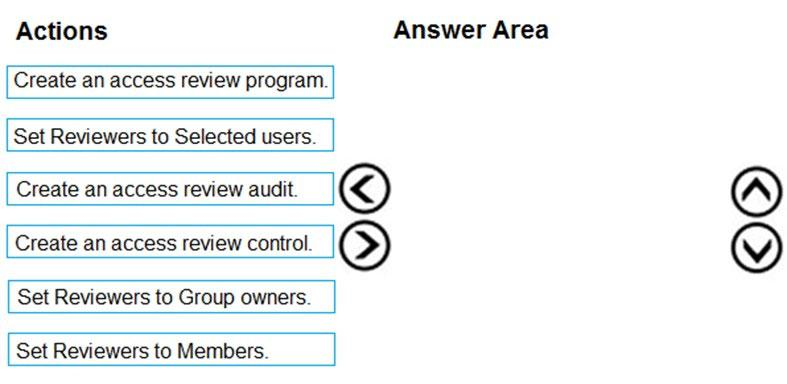 Actions
Answer Area
Create an access review program.
Set Reviewers to Selected users.
Create an access review audit.
Create an access review control.
Set Reviewers to Group owners.
Set Reviewers to Members.